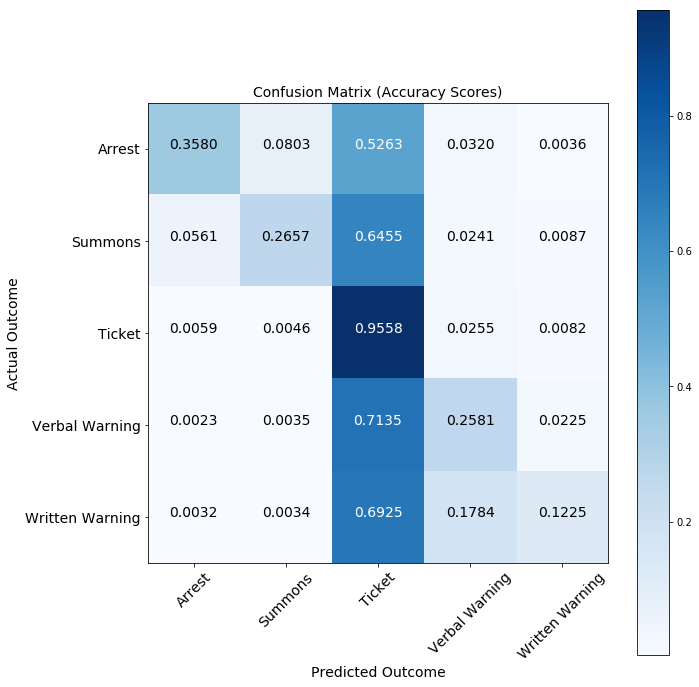 Confusion Matrix (Accuracy Scores)
Actual Outcome
Arrest 0.3580 0.0803 0.5263 0.0320 0.0036
Summons 0.0561 0.2657 0.6455 0.0241 0.0087
Ticket 0.0059 0.0046 0.9558 0.0255 0.0082
Verbal Warning 0.0023 0.0035 0.7135 0.2581 0.0225
Written Warning 0.0032 0.0034 0.6925 0.1784 0.1225
Arrest Summons Ticket Verbal Warning Written Warning
Predicted Outcome
0.8
0.6
0.4
0.2